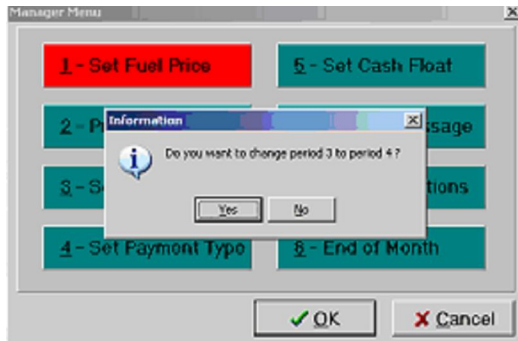 Manager Menu
1 - Set Fuel Price
5 - Set Cash Float
Information
Do you want to change period 3 to period 4 ?
Yes
No
2 - P
ssage
3 - S
tions
4 - Set Payment Type
8 - End of Month
OK
Cancel